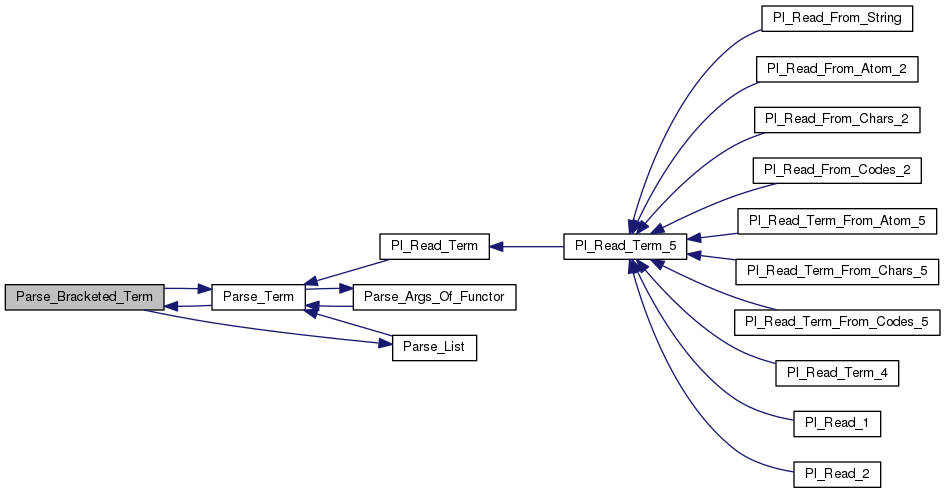 Pl_Read_From_String
Pl_Read_From_Atom_2
Pl_Read_From_Chars_2
Pl_Read_From_Codes_2
Pl_Read_Term_From_Atom_5
Pl_Read_Term
Pl_Read_Term_5
Pl_Read_Term_From_Chars_5
Parse_Bracketed_Term
Parse_Term
Parse_Args_Of_Functor
Pl_Read_Term_From_Codes_5
Parse_List
Pl_Read_Term_4
Pl_Read_1
Pl_Read_2